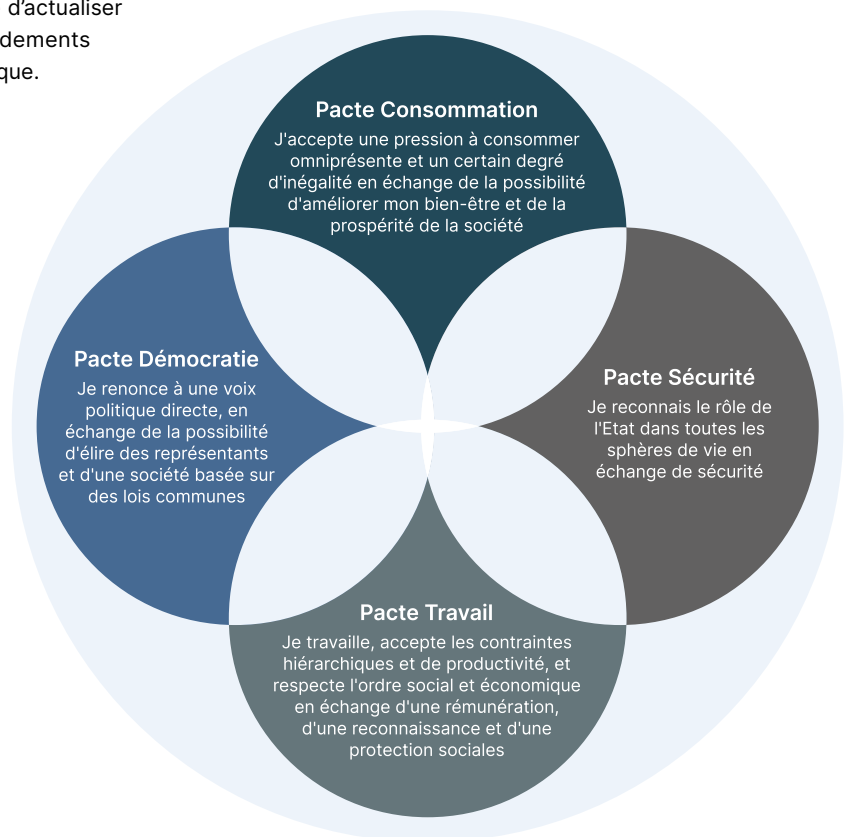 d’actualiser
dements
que.
Pacte Consommation
J'accepte une pression à consommer
omniprésente et un certain degré
d'inégalité en échange de la possibilité
d'améliorer mon bien-être et de la
prospérité de la société
Pacte Démocratie
Je renonce à une voix
politique directe, en
échange de la possibilité
d'élire des représentants
et d'une société basée sur
des lois communes
Pacte Sécurité
Je reconnais le rôle de
l'Etat dans toutes les
sphères de vie en
échange de sécurité
Pacte Travail
Je travaille, accepte les contraintes
hiérarchiques et de productivité, et
respecte l'ordre social et économique
en échange d'une rémunération,
d'une reconnaissance et d'une
protection sociales